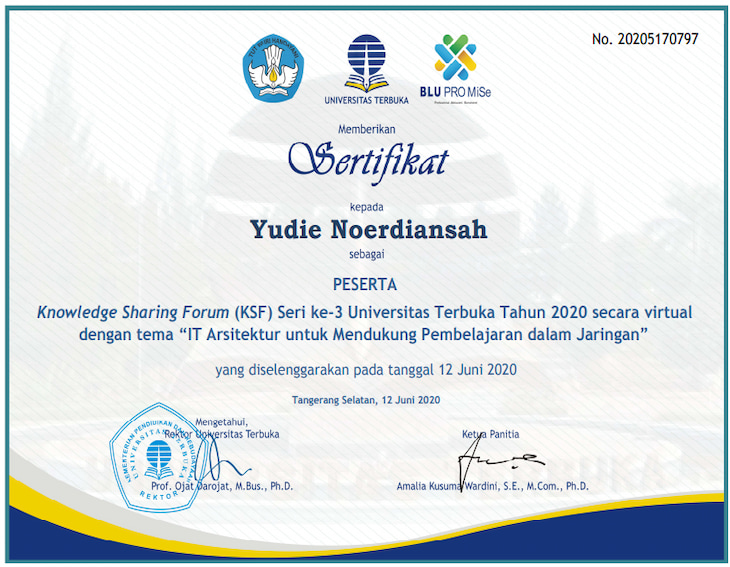 No. 20205170797
TUT WURI HANDAYANI
UNIVERSITAS TERBUKA
BLU PRO MiSe
Memberikan
Sertifikat
kepada
Yudie Noerdiansah
sebagai
PESERTA
Knowledge Sharing Forum (KSF) Seri ke-3 Universitas Terbuka Tahun 2020 secara virtual
dengan tema “IT Arsitektur untuk Mendukung Pembelajaran dalam Jaringan”
yang diselenggarakan pada tanggal 12 Juni 2020
Tangerang Selatan, 12 Juni 2020
Mengetahui,
Rektor Universitas Terbuka
Ketua Panitia
KEMENTERIAN PENDIDIKAN DAN KEBUDAYAAN
UNIVERSITAS TERBUKA
REKTOR
Prof. Ojat Darojat, M.Bus., Ph.D.
Amalia Kusuma Wardini, S.E., M.Com., Ph.D.